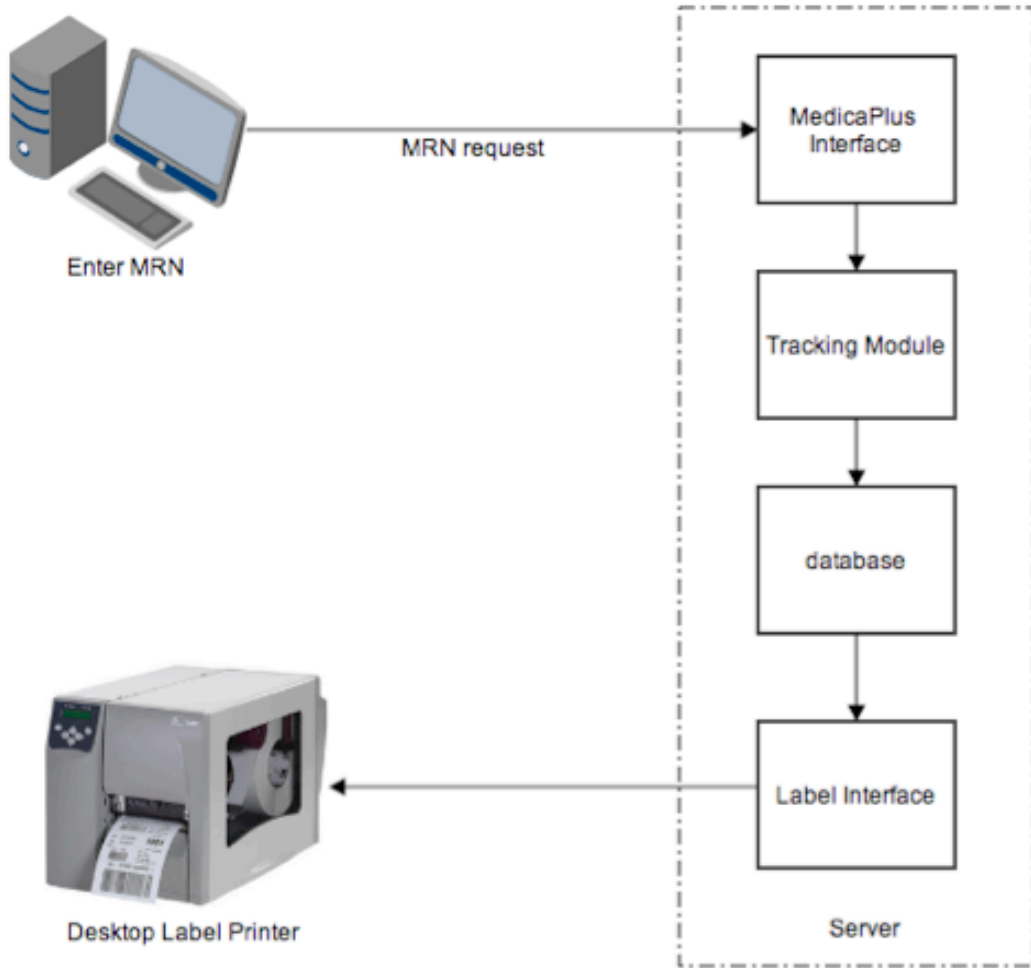 MedicaPlus
Interface
MRN request
Enter MRN
Tracking Module
database
Label Interface
Desktop Label Printer
Server